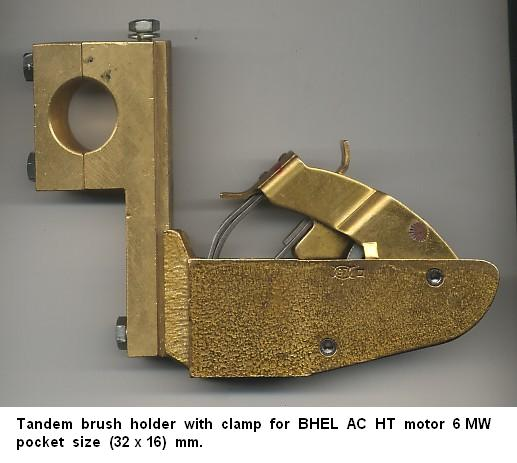 Tandem brush holder with clamp for BHEL AC HT motor 6 MW
pocket size (32 x 16) mm.